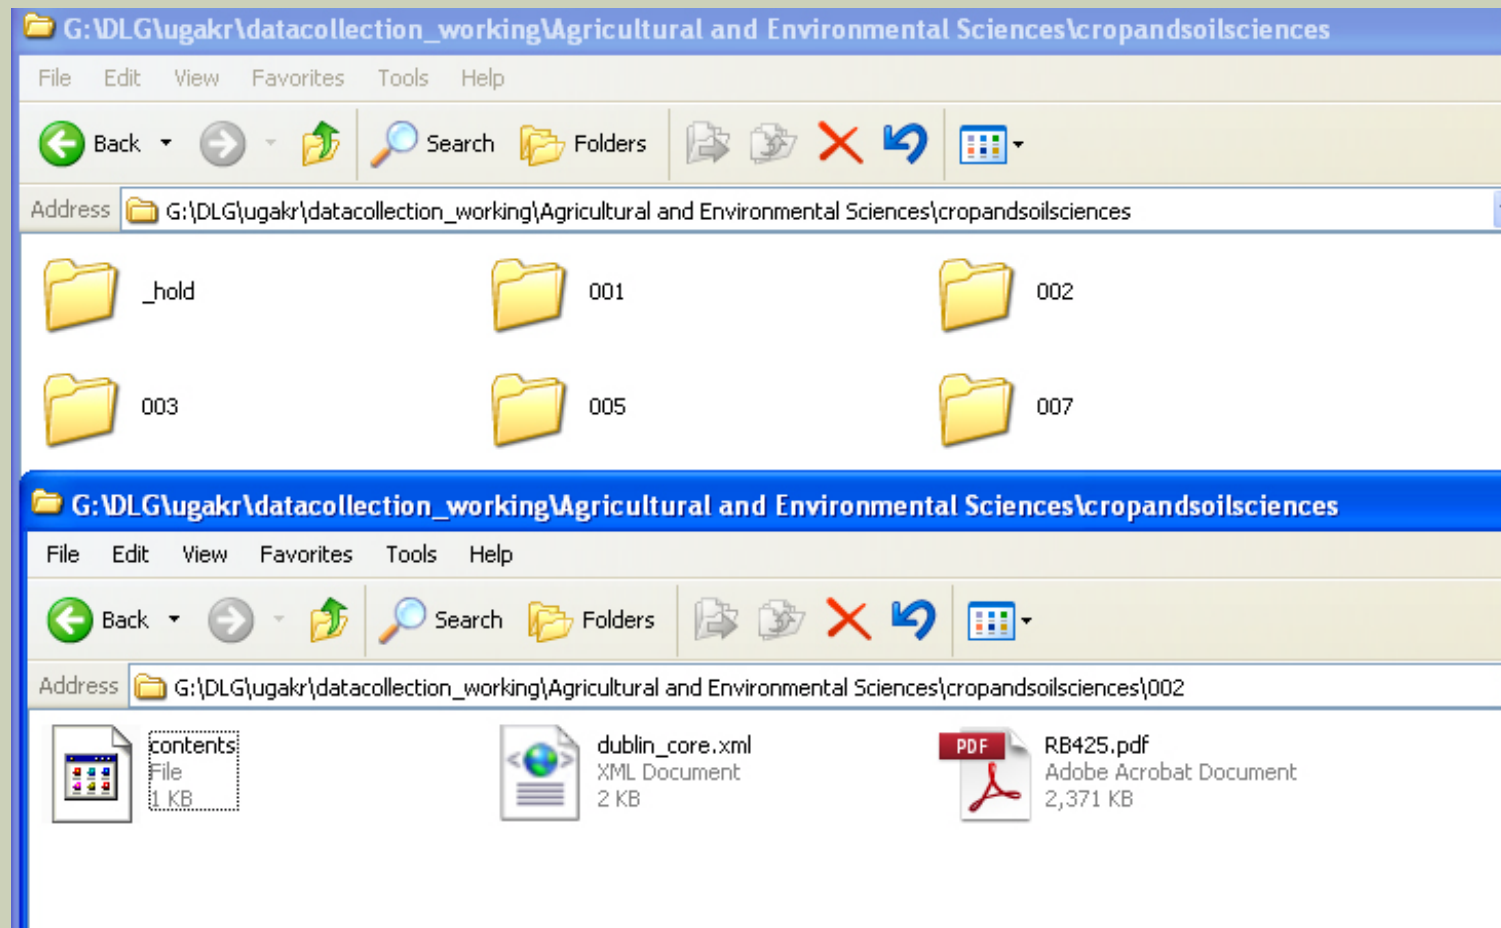 G:\DLG\ugakr\datacollection_working\Agricultural and Environmental Sciences\cropandsoilsciences
File Edit View Favorites Tools Help
Back Search Folders
Address G:\DLG\ugakr\datacollection_working\Agricultural and Environmental Sciences\cropandsoilsciences
_hold 001 002
003 005 007
G:\DLG\ugakr\datacollection_working\Agricultural and Environmental Sciences\cropandsoilsciences
File Edit View Favorites Tools Help
Back Search Folders
Address G:\DLG\ugakr\datacollection_working\Agricultural and Environmental Sciences\cropandsoilsciences\002
contents
File
1 KB
dublin_core.xml
XML Document
2 KB
PDF
RB425.pdf
Adobe Acrobat Document
2,371 KB